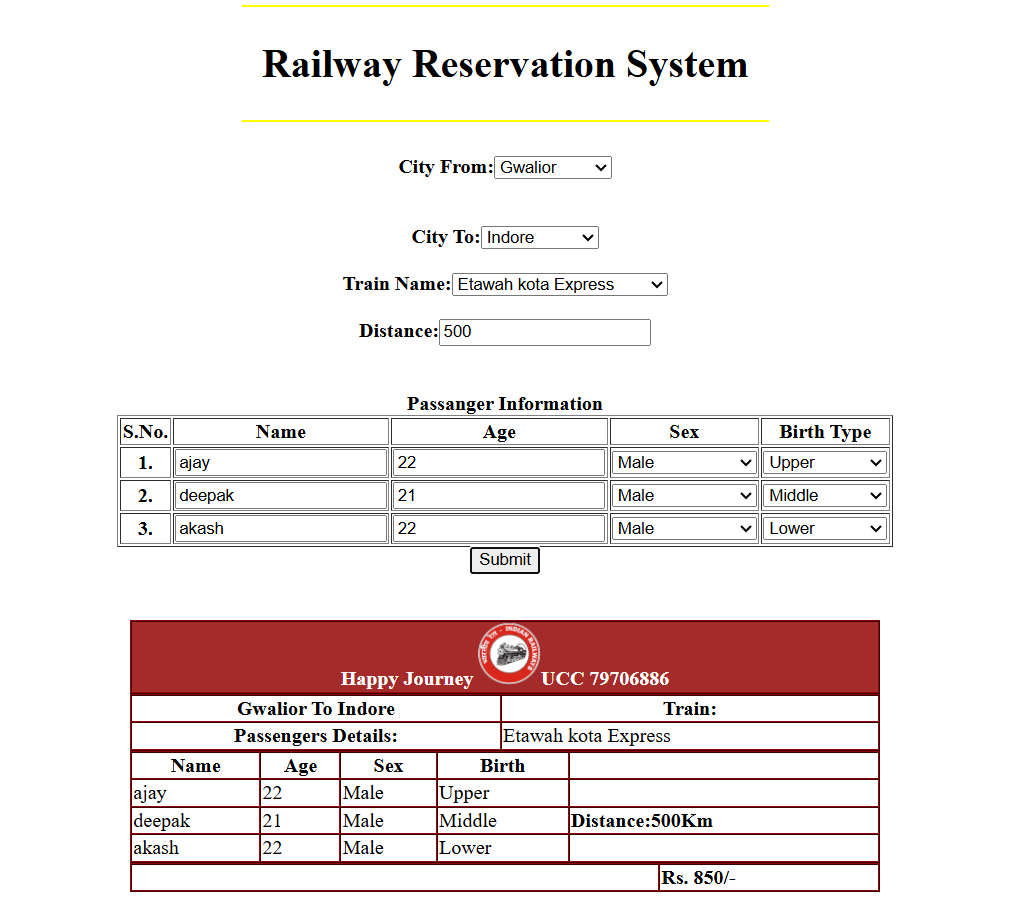 Railway Reservation System
City From: Gwalior
City To: Indore
Train Name: Etawah kota Express
Distance: 500
Passanger Information
S.No. Name Age Sex Birth Type
1. ajay 22 Male Upper
2. deepak 21 Male Middle
3. akash 22 Male Lower
Submit
INDIAN RAILWAYS
Happy Journey UCC 79706886
Gwalior To Indore Train:
Passengers Details: Etawah kota Express
Name Age Sex Birth
ajay 22 Male Upper
deepak 21 Male Middle Distance:500Km
akash 22 Male Lower
Rs. 850/-